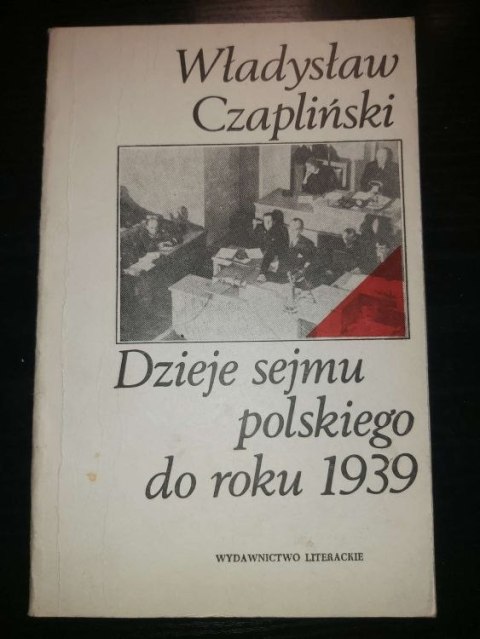 Władysław
Czapliński
Dzieje sejmu
polskiego
do roku 1939
WYDAWNICTWO LITERACKIE